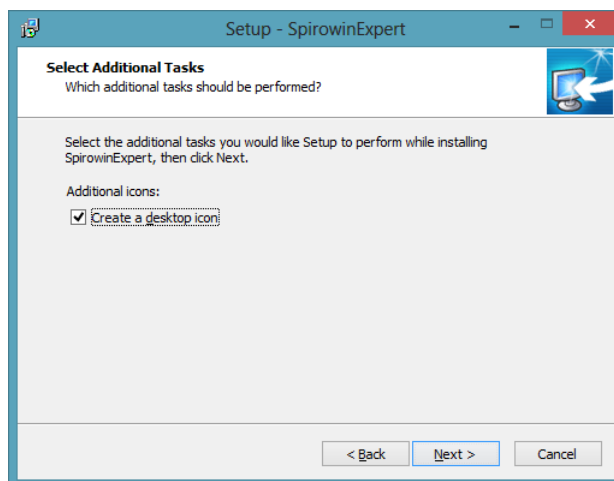 Setup - SpirowinExpert
Select Additional Tasks
Which additional tasks should be performed?
Select the additional tasks you would like Setup to perform while installing
SpirowinExpert, then click Next.
Additional icons:
Create a desktop icon
< Back
Next >
Cancel